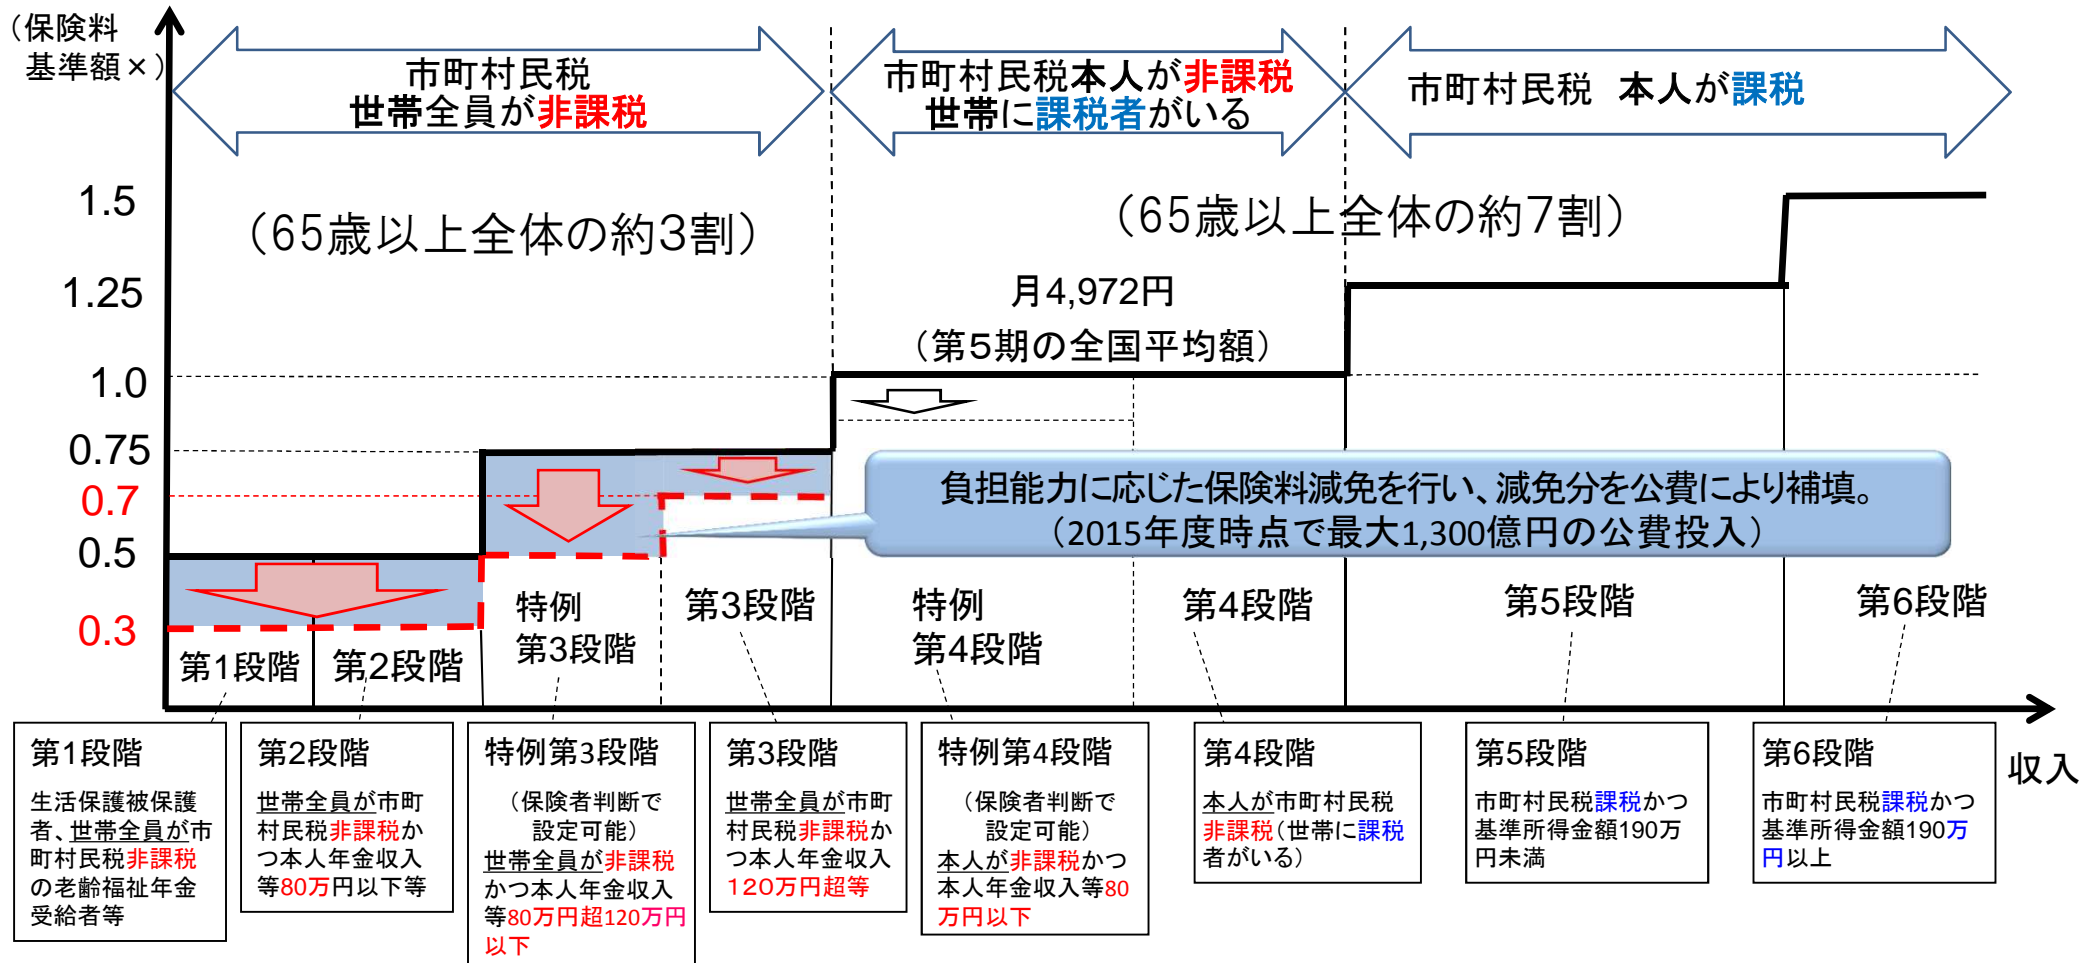 （保険料
基準額×）
市町村民税
世帯全員が非課税
市町村民税本人が非課税
世帯に課税者がいる
市町村民税 本人が課税
1.5
1.25
1.0
0.75
0.7
0.5
0.3
（65歳以上全体の約3割）
（65歳以上全体の約7割）
月4,972円
（第5期の全国平均額）
負担能力に応じた保険料減免を行い、減免分を公費により補填。
（2015年度時点で最大1,300億円の公費投入）
第1段階
第2段階
特例
第3段階
第3段階
特例
第4段階
第4段階
第5段階
第6段階
収入
第1段階
生活保護被保護
者、世帯全員が市
町村民税非課税
の老齢福祉年金
受給者等
第2段階
世帯全員が市町
村民税非課税か
つ本人年金収入
等80万円以下等
特例第3段階
（保険者判断で
設定可能）
世帯全員が非課税
かつ本人年金収入
等80万円超120万円
以下
第3段階
世帯全員が市町
村民税非課税か
つ本人年金収入
１２０万円超等
特例第4段階
（保険者判断で
設定可能）
本人が非課税かつ
本人年金収入等80
万円以下
第4段階
本人が市町村民税
非課税（世帯に課税
者がいる）
第5段階
市町村民税課税かつ
基準所得金額190万
円未満
第6段階
市町村民税課税かつ
基準所得金額190万
円以上